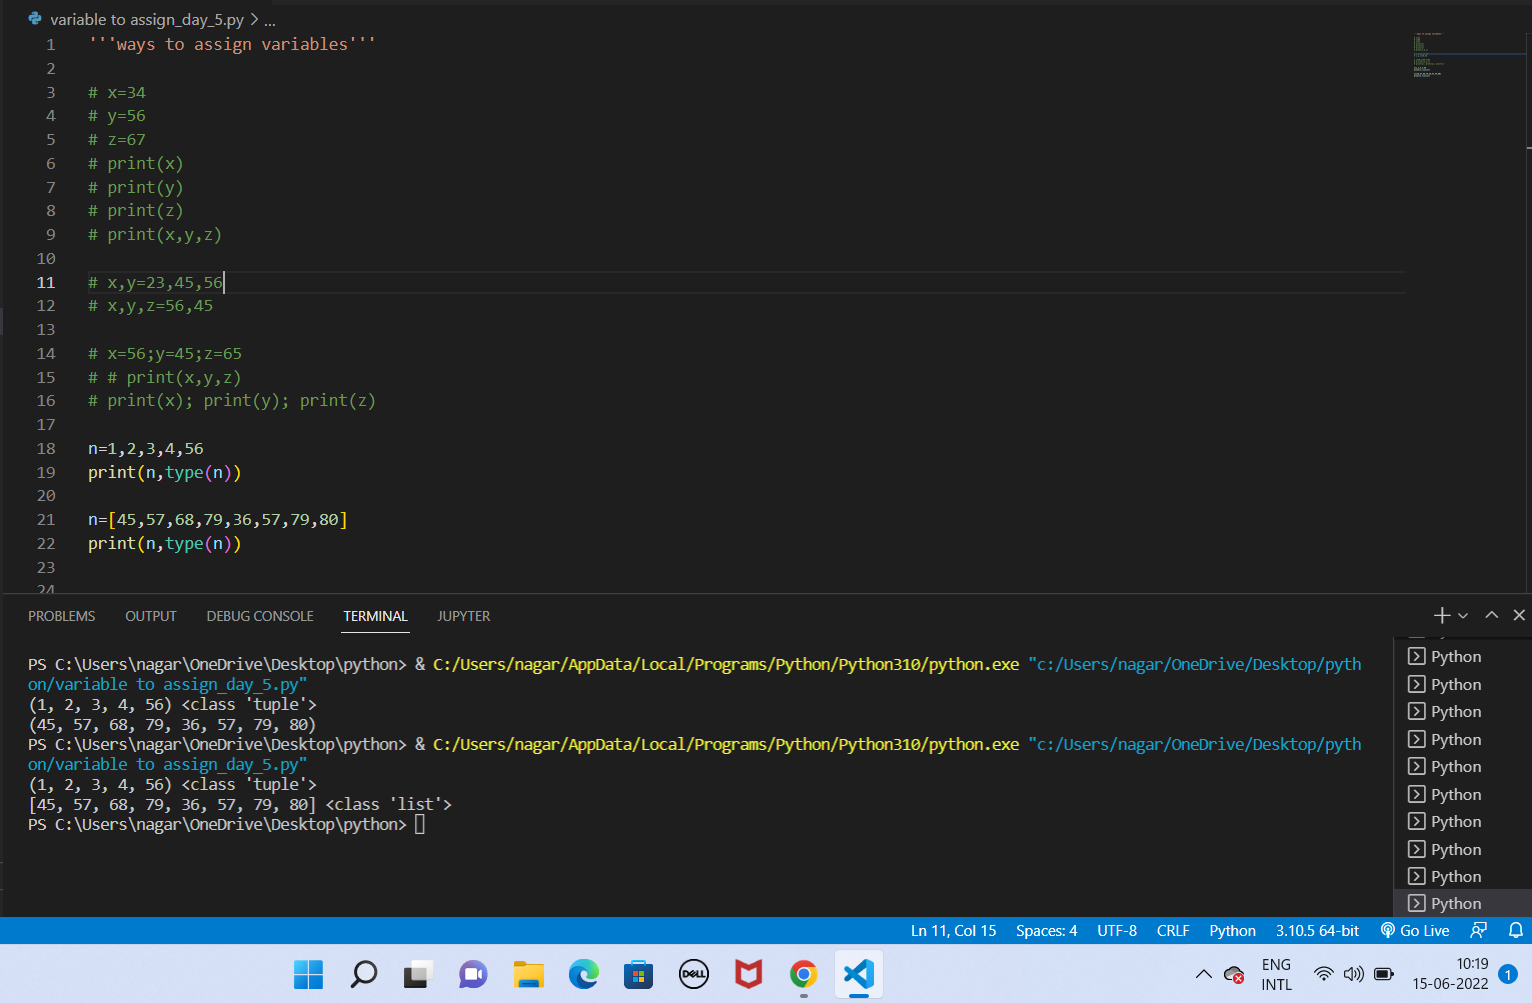 variable to assign_day_5.py > ...
1 '''ways to assign variables'''
2
3 # x=34
4 # y=56
5 # z=67
6 # print(x)
7 # print(y)
8 # print(z)
9 # print(x,y,z)
10
11 # x,y=23,45,56
12 # x,y,z=56,45
13
14 # x=56;y=45;z=65
15 # # print(x,y,z)
16 # print(x); print(y); print(z)
17
18 n=1,2,3,4,56
19 print(n,type(n))
20
21 n=[45,57,68,79,36,57,79,80]
22 print(n,type(n))
23
24
PROBLEMS OUTPUT DEBUG CONSOLE TERMINAL JUPYTER
PS C:\Users\nagar\OneDrive\Desktop\python> & C:/Users/nagar/AppData/Local/Programs/Python/Python310/python.exe "c:/Users/nagar/OneDrive/Desktop/pyth
on/variable to assign_day_5.py"
(1, 2, 3, 4, 56) <class 'tuple'>
(45, 57, 68, 79, 36, 57, 79, 80)
PS C:\Users\nagar\OneDrive\Desktop\python> & C:/Users/nagar/AppData/Local/Programs/Python/Python310/python.exe "c:/Users/nagar/OneDrive/Desktop/pyth
on/variable to assign_day_5.py"
(1, 2, 3, 4, 56) <class 'tuple'>
[45, 57, 68, 79, 36, 57, 79, 80] <class 'list'>
PS C:\Users\nagar\OneDrive\Desktop\python>
Python
Python
Python
Python
Python
Python
Python
Python
Python
Python
Ln 11, Col 15 Spaces: 4 UTF-8 CRLF Python 3.10.5 64-bit Go Live
DELL
ENG
INTL
10:19
15-06-2022
1